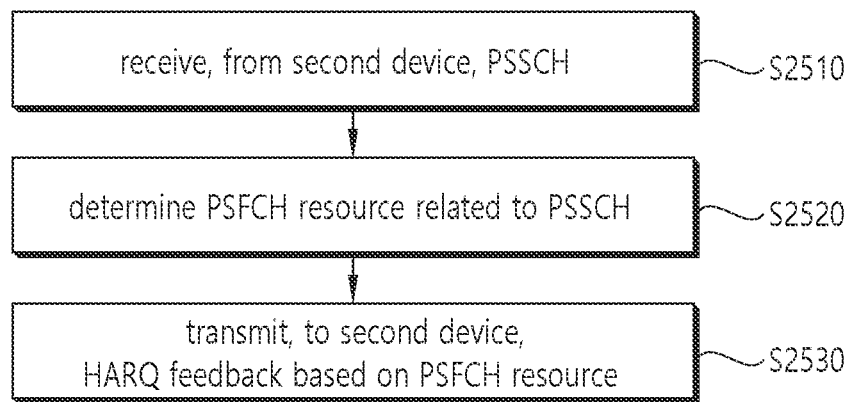 receive, from second device, PSSCH
S2510
determine PSFCH resource related to PSSCH
S2520
transmit, to second device,
HARQ feedback based on PSFCH resource
S2530